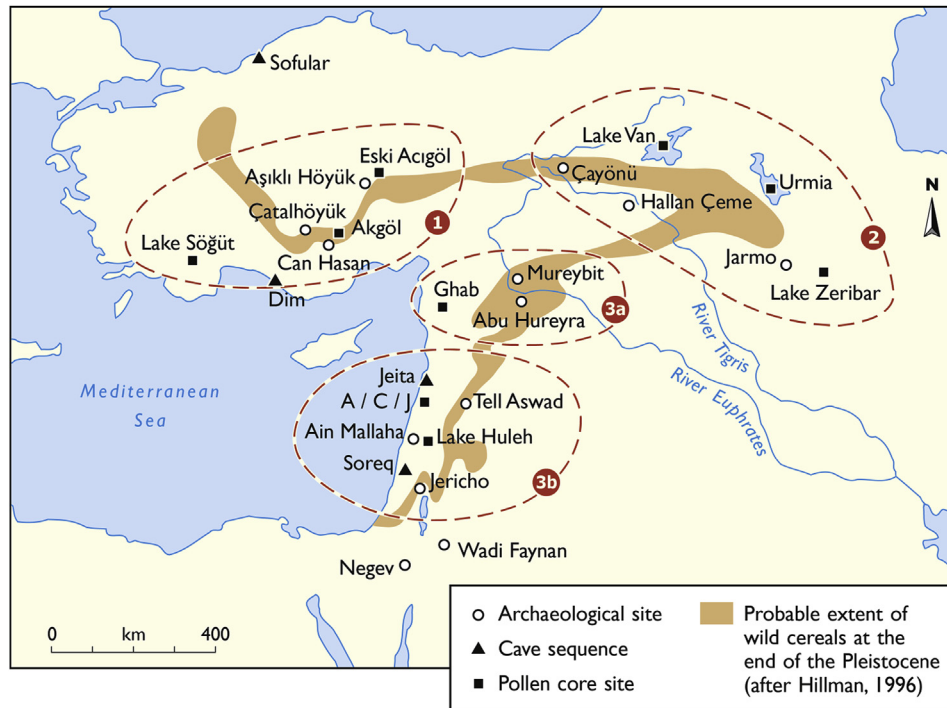 Sofular
Lake Van
Eski Acıgöl
Çayönü
Aşıklı Höyük
Urmia
N
Hallan Çeme
Çatalhöyük
Akgöl
1
2
Lake Söğüt
Can Hasan
Jarmo
Mureybit
Lake Zeribar
Dim
Ghab
3a
Abu Hureyra
River Tigris
River Euphrates
Jeita
Mediterranean
Sea
A / C / J
Tell Aswad
Ain Mallaha
Lake Huleh
Soreq
Jericho
3b
Wadi Faynan
Negev
0 km 400
Archaeological site
Cave sequence
Pollen core site
Probable extent of
wild cereals at the
end of the Pleistocene
(after Hillman, 1996)